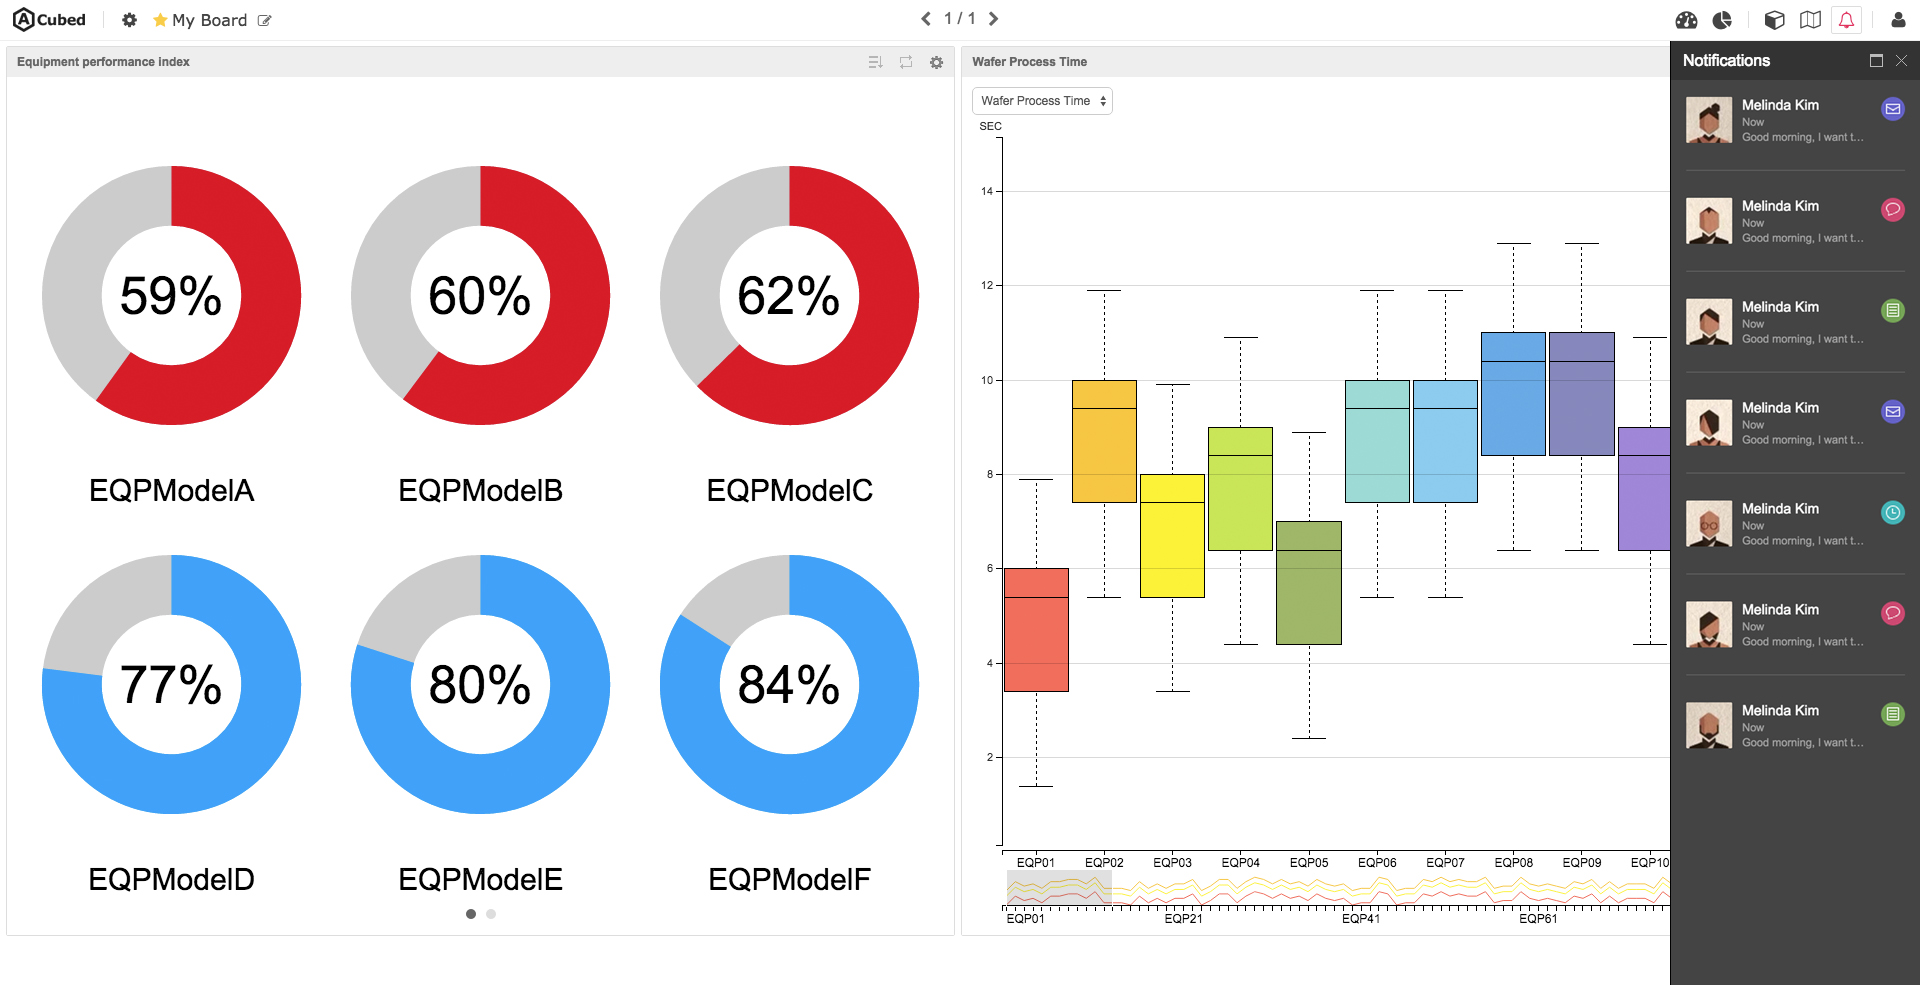 A Cubed
My Board
1 / 1
Equipment performance index
59%
60%
62%
EQPModelA
EQPModelB
EQPModelC
77%
80%
84%
EQPModelD
EQPModelE
EQPModelF
Wafer Process Time
Wafer Process Time
SEC
14
12
10
8
6
4
2
EQP01
EQP02
EQP03
EQP04
EQP05
EQP06
EQP07
EQP08
EQP09
EQP10
EQP01
EQP21
EQP41
EQP61
Notifications
Melinda Kim
Now
Good morning, I want t...
Melinda Kim
Now
Good morning, I want t...
Melinda Kim
Now
Good morning, I want t...
Melinda Kim
Now
Good morning, I want t...
Melinda Kim
Now
Good morning, I want t...
Melinda Kim
Now
Good morning, I want t...
Melinda Kim
Now
Good morning, I want t...